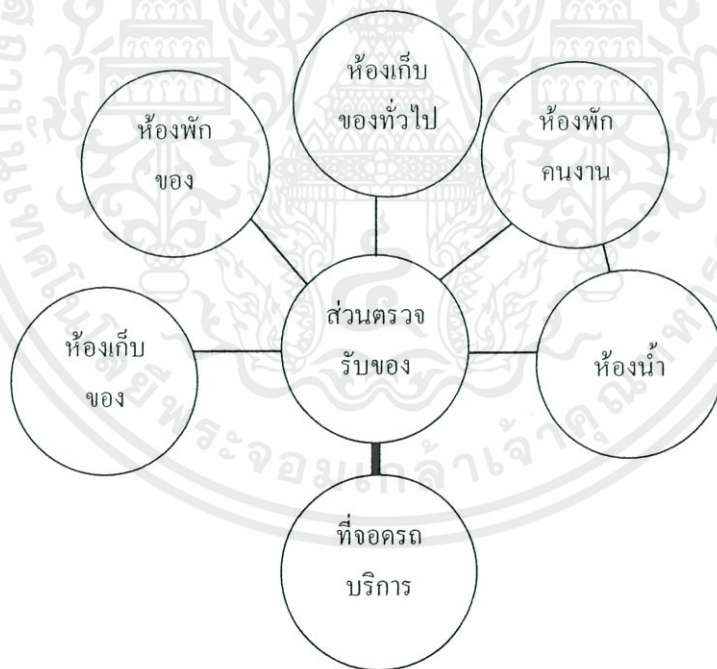 ห้องเก็บ
ของทั่วไป
ห้องพัก
ของ
ห้องพัก
คนงาน
ส่วนตรวจ
รับของ
ห้องเก็บ
ของ
ห้องน้ำ
ที่จอดรถ
บริการ